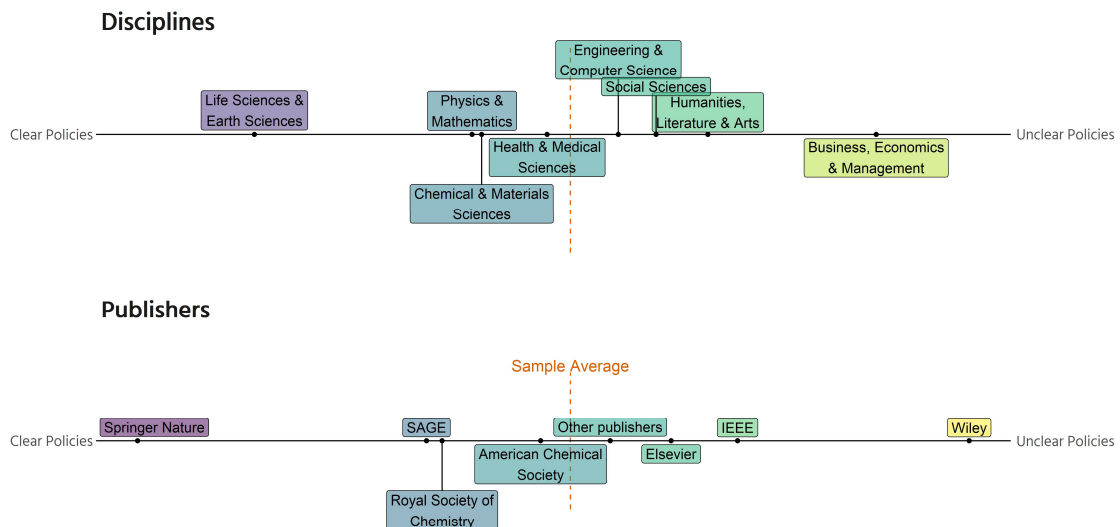 Disciplines
Engineering &
Computer Science
Social Sciences
Life Sciences &
Earth Sciences
Physics &
Mathematics
Humanities,
Literature & Arts
Clear Policies
Unclear Policies
Health & Medical
Sciences
Business, Economics
& Management
Chemical & Materials
Sciences
Publishers
Sample Average
Springer Nature
SAGE
Other publishers
IEEE
Wiley
Clear Policies
Unclear Policies
American Chemical
Society
Elsevier
Royal Society of
Chemistry